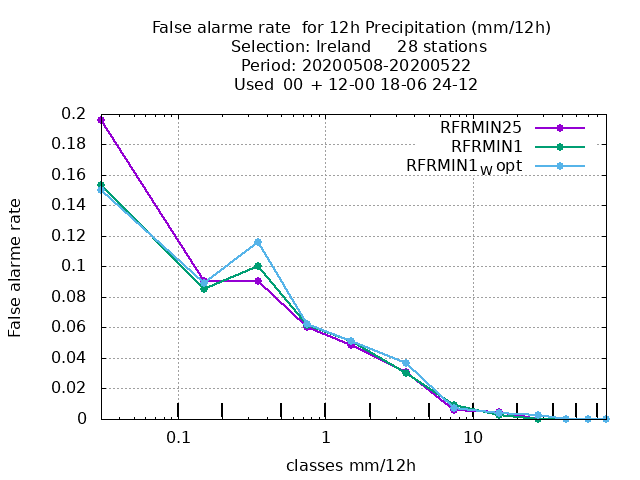 False alarme rate  for 12h Precipitation (mm/12h)
Selection: Ireland     28 stations
Period: 20200508-20200522
Used  00  + 12-00 18-06 24-12
RFRMIN25
RFRMIN1
RFRMIN1W opt
0.2
0.18
0.16
0.14
0.12
0.1
0.08
0.06
0.04
0.02
0
False alarme rate
0.1 1 10
classes mm/12h